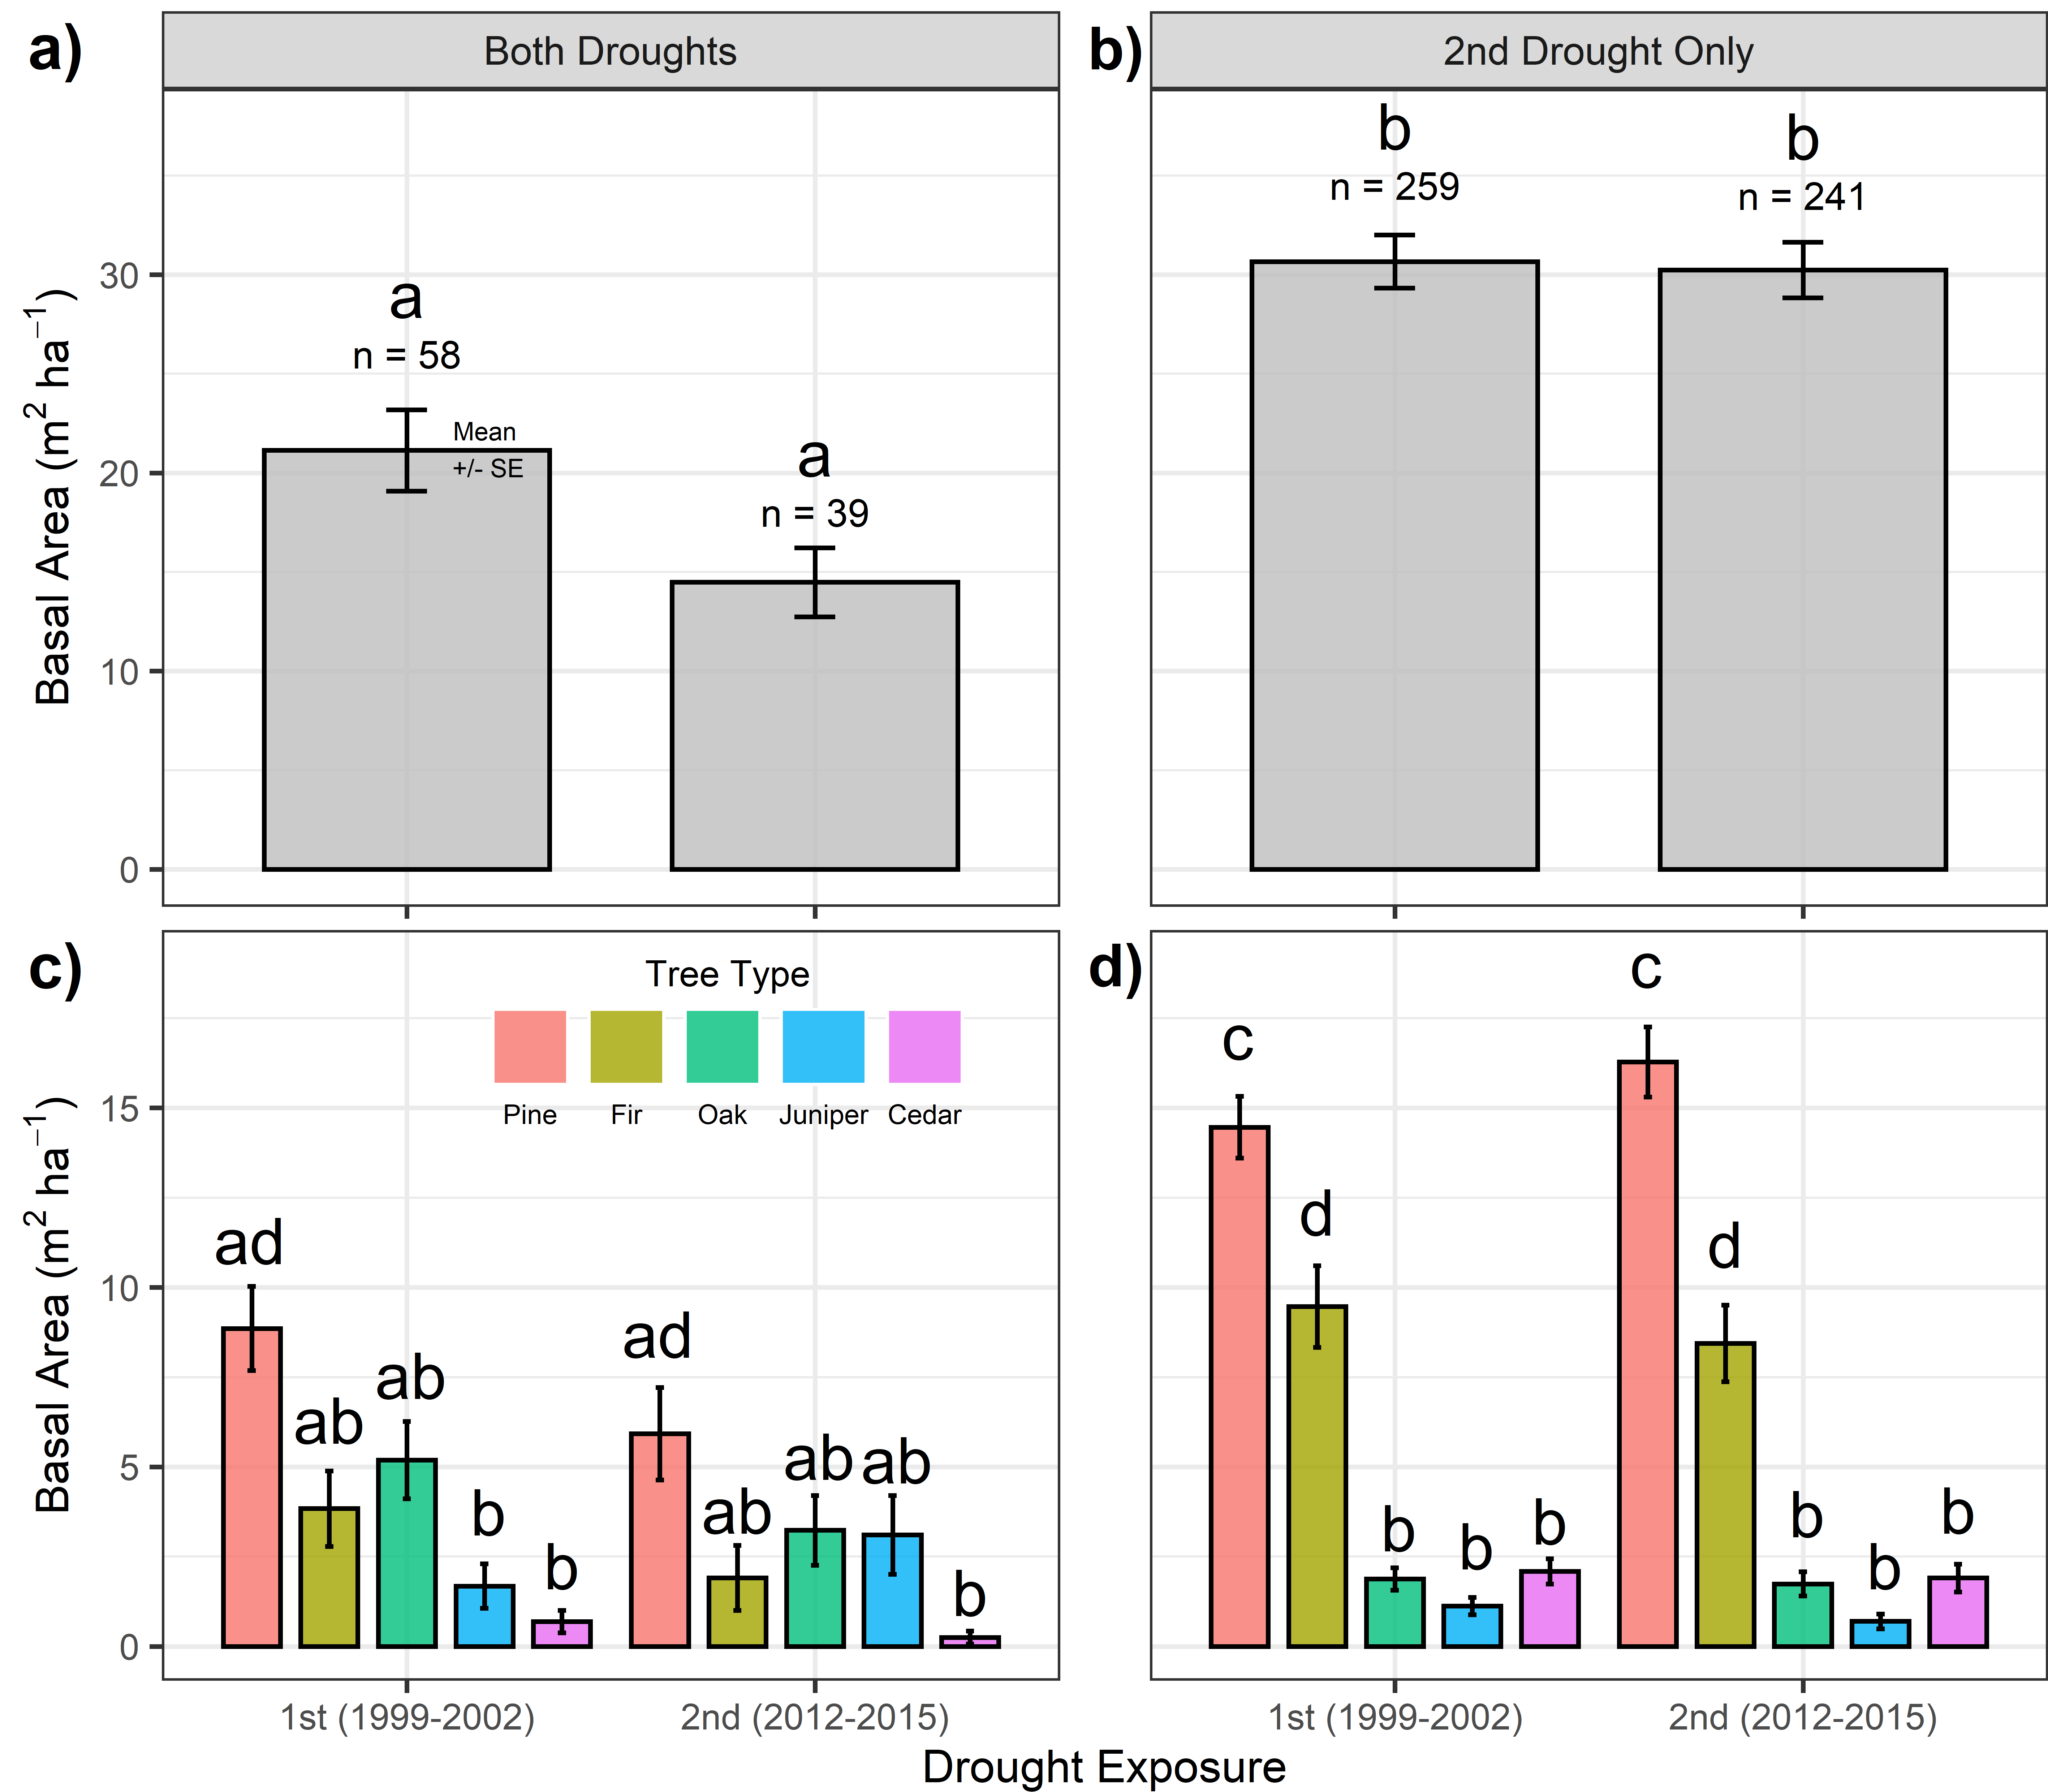 a)
Both Droughts
b)
2nd Drought Only
Basal Area (m² ha⁻¹)
30
20
10
0
a
n = 58
Mean
+/- SE
a
n = 39
b
n = 259
b
n = 241
c)
Tree Type
Pine Fir Oak Juniper Cedar
Basal Area (m² ha⁻¹)
15
10
5
0
ad
ab
ab
b
b
ad
ab
ab
ab
b
d)
c
d
b
b
b
c
d
b
b
b
1st (1999-2002) 2nd (2012-2015) 1st (1999-2002) 2nd (2012-2015)
Drought Exposure